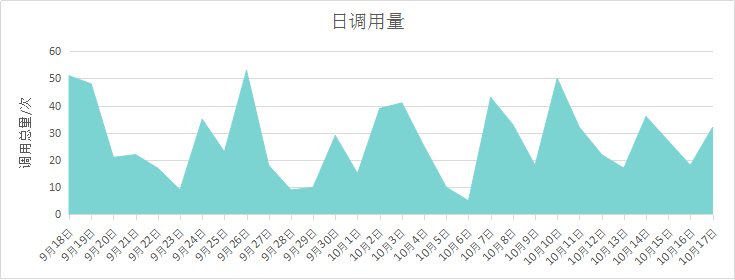 日调用量
60
50
40
30
20
10
0
调用总量/次
9月18日
9月19日
9月20日
9月21日
9月22日
9月23日
9月24日
9月25日
9月26日
9月27日
9月28日
9月29日
9月30日
10月1日
10月2日
10月3日
10月4日
10月5日
10月6日
10月7日
10月8日
10月9日
10月10日
10月11日
10月12日
10月13日
10月14日
10月15日
10月16日
10月17日